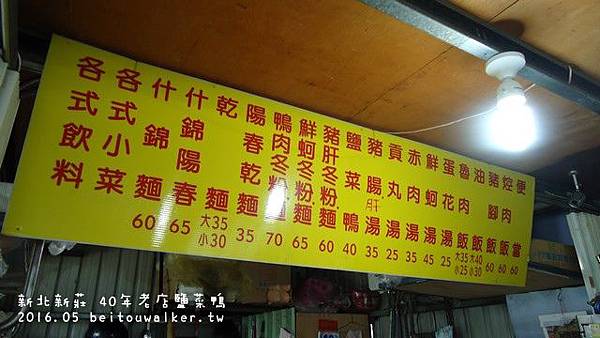 便當 60
焢肉飯 60
豬腳飯 60
油飯 大40 小30
魯肉飯 大35 小25
蛋花湯 25
鮮蚵湯 45
赤肉湯 35
貢丸湯 25
豬腸肝湯 35
鹽菜鴨 40
豬肝冬粉.麵 60
鮮蚵冬粉.麵 65
鴨肉冬粉 70
陽春乾麵 35
乾麵 大35 小30
什錦陽春 65
什錦麵 60
各式小菜
各式飲料
新北新莊 40年老店鹽菜鴨
2016.05 beitouwalker.tw